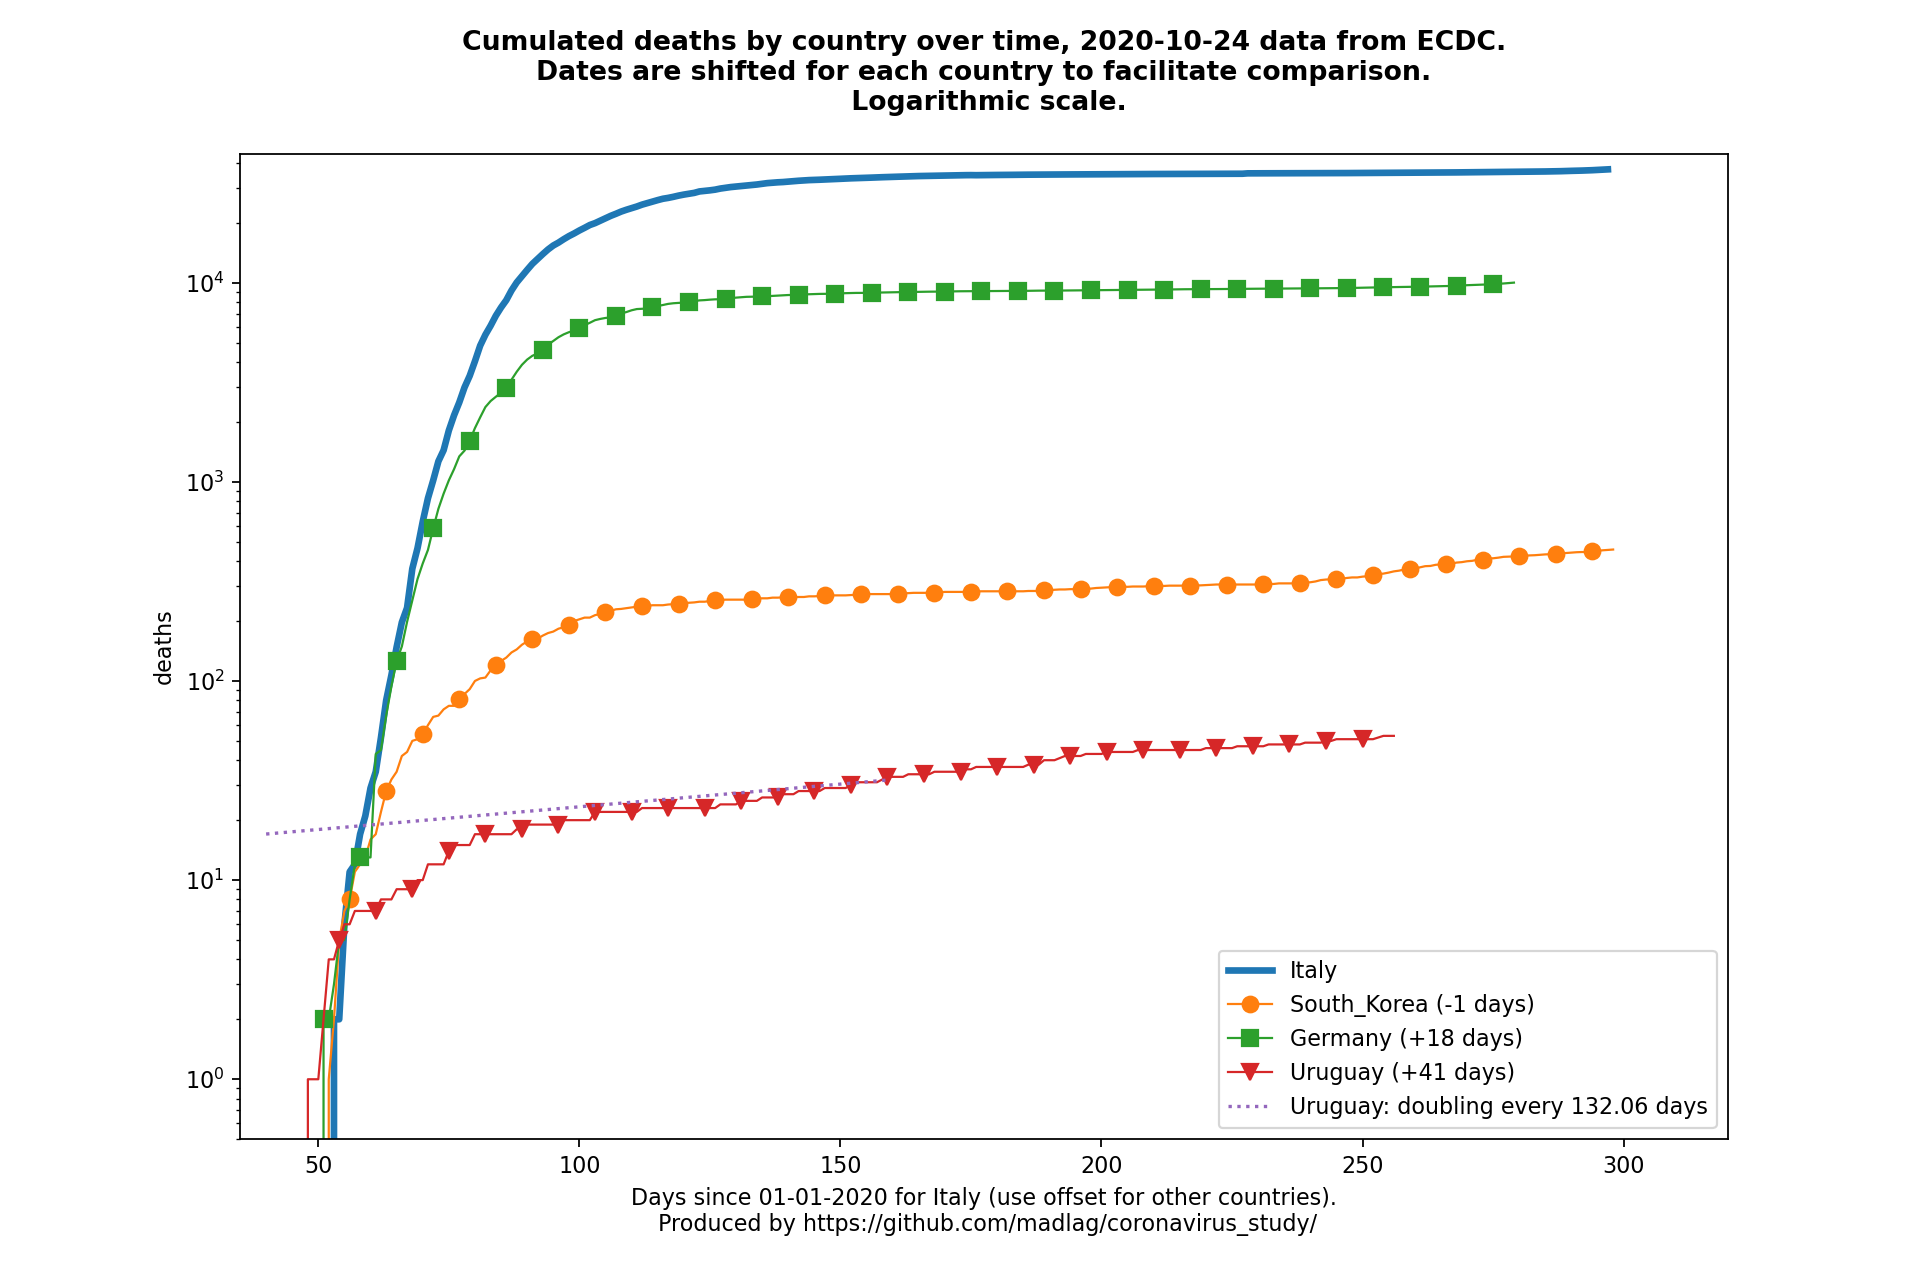 Cumulated deaths by country over time, 2020-10-24 data from ECDC.
Dates are shifted for each country to facilitate comparison.
Logarithmic scale.
10⁴
10³
10²
10¹
10⁰
deaths
Italy
South_Korea (-1 days)
Germany (+18 days)
Uruguay (+41 days)
Uruguay: doubling every 132.06 days
50 100 150 200 250 300
Days since 01-01-2020 for Italy (use offset for other countries).
Produced by https://github.com/madlag/coronavirus_study/